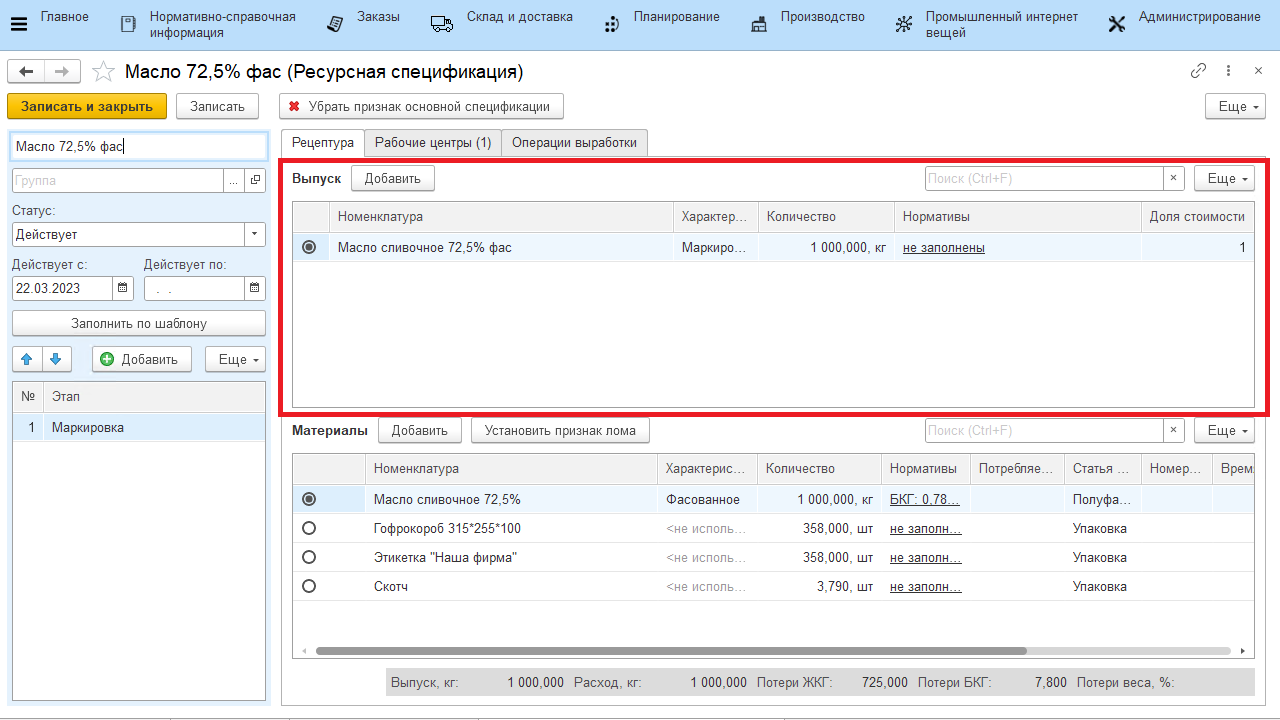 Главное
Нормативно-справочная
информация
Заказы
Склад и доставка
Планирование
Производство
Промышленный интернет
вещей
Администрирование
Масло 72,5% фас (Ресурсная спецификация)
Записать и закрыть
Записать
Убрать признак основной спецификации
Еще
Масло 72,5% фас
Группа
Статус:
Действует
Действует с:
Действует по:
22.03.2023
. .
Заполнить по шаблону
Добавить
Еще
№ Этап
1 Маркировка
Рецептура
Рабочие центры (1)
Операции выработки
Выпуск
Добавить
Поиск (Ctrl+F)
×
Еще
Номенклатура Характер... Количество Нормативы Доля стоимости
Масло сливочное 72,5% фас Маркиро... 1 000,000, кг не заполнены 1
Материалы
Добавить
Установить признак лома
Поиск (Ctrl+F)
×
Еще
Номенклатура Характерис... Количество Нормативы Потребляе... Статья ... Номер... Врем
Масло сливочное 72,5% Фасованное 1 000,000, кг БКГ: 0,78... Полуфа...
Гофрокороб 315*255*100 <не исполь... 358,000, шт не заполн... Упаковка
Этикетка "Наша фирма" <не исполь... 358,000, шт не заполн... Упаковка
Скотч <не исполь... 3,790, шт не заполн... Упаковка
Выпуск, кг: 1 000,000 Расход, кг: 1 000,000 Потери ЖКГ: 725,000 Потери БКГ: 7,800 Потери веса, %: